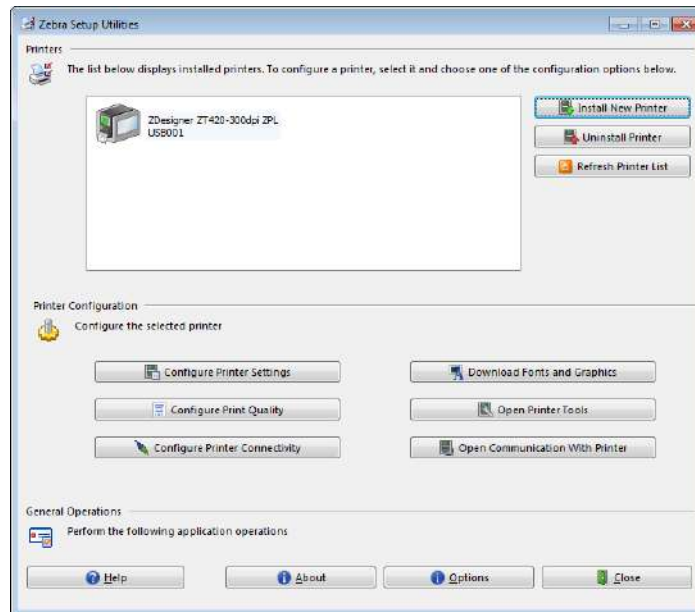 Zebra Setup Utilities
Printers
The list below displays installed printers. To configure a printer, select it and choose one of the configuration options below.
ZDesigner ZT420-300dpi ZPL
USB001
Install New Printer
Uninstall Printer
Refresh Printer List
Printer Configuration
Configure the selected printer
Configure Printer Settings
Download Fonts and Graphics
Configure Print Quality
Open Printer Tools
Configure Printer Connectivity
Open Communication With Printer
General Operations
Perform the following application operations
Help
About
Options
Close